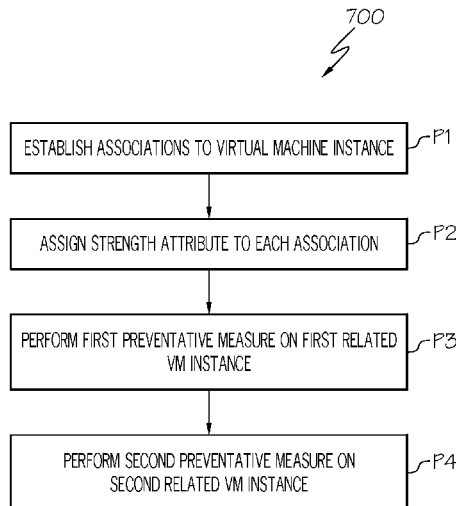 700
ESTABLISH ASSOCIATIONS TO VIRTUAL MACHINE INSTANCE
P1
ASSIGN STRENGTH ATTRIBUTE TO EACH ASSOCIATION
P2
PERFORM FIRST PREVENTATIVE MEASURE ON FIRST RELATED
VM INSTANCE
P3
PERFORM SECOND PREVENTATIVE MEASURE ON
SECOND RELATED VM INSTANCE
P4